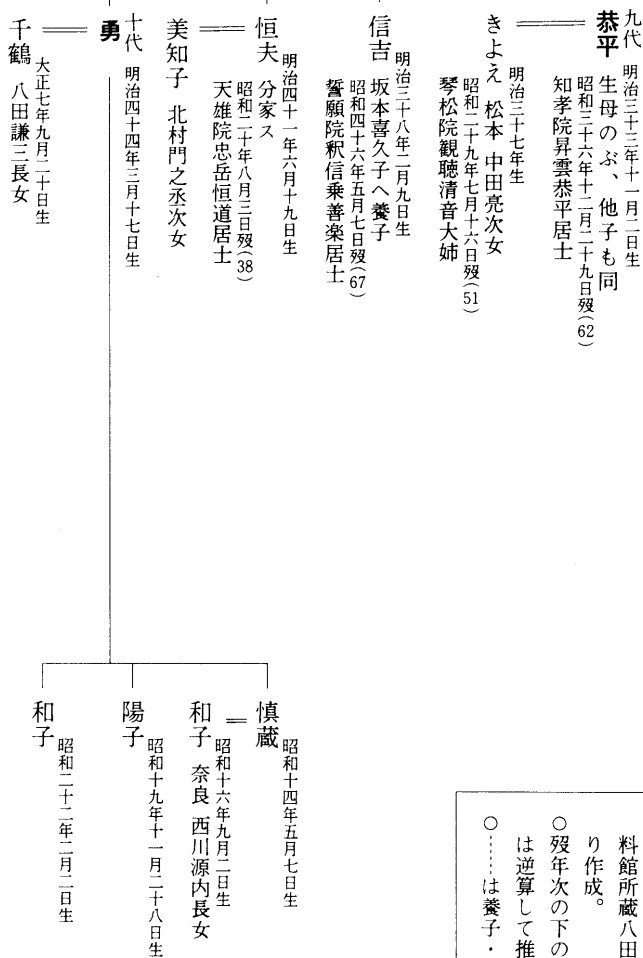 九代
明治三十三年十一月二日生
恭平
生母のぶ、他子も同
昭和三十六年十二月二十九日歿(62)
知孝院昇雲恭平居士
明治三十七年生
きよえ 松本 中田亮次女
昭和二十九年七月十六日歿(51)
琴松院観聴清音大姉
明治三十八年二月九日生
信吉 坂本喜久子へ養子
昭和四十六年五月七日歿(67)
誓願院釈信乗善楽居士
明治四十一年六月十九日生
恒夫 分家ス
昭和二十年八月三日歿(38)
天雄院忠岳恒道居士
美知子 北村門之丞次女
十代 明治四十四年三月十七日生
勇
大正七年九月二十日生
千鶴 八田謙三長女
昭和十四年五月七日生
慎蔵
昭和十六年九月二日生
和子 奈良 西川源内長女
昭和十九年十一月二十八日生
陽子
昭和二十二年二月二日生
和子
料館所蔵八田
り作成。
○歿年次の下の
は逆算して推
○……は養子・